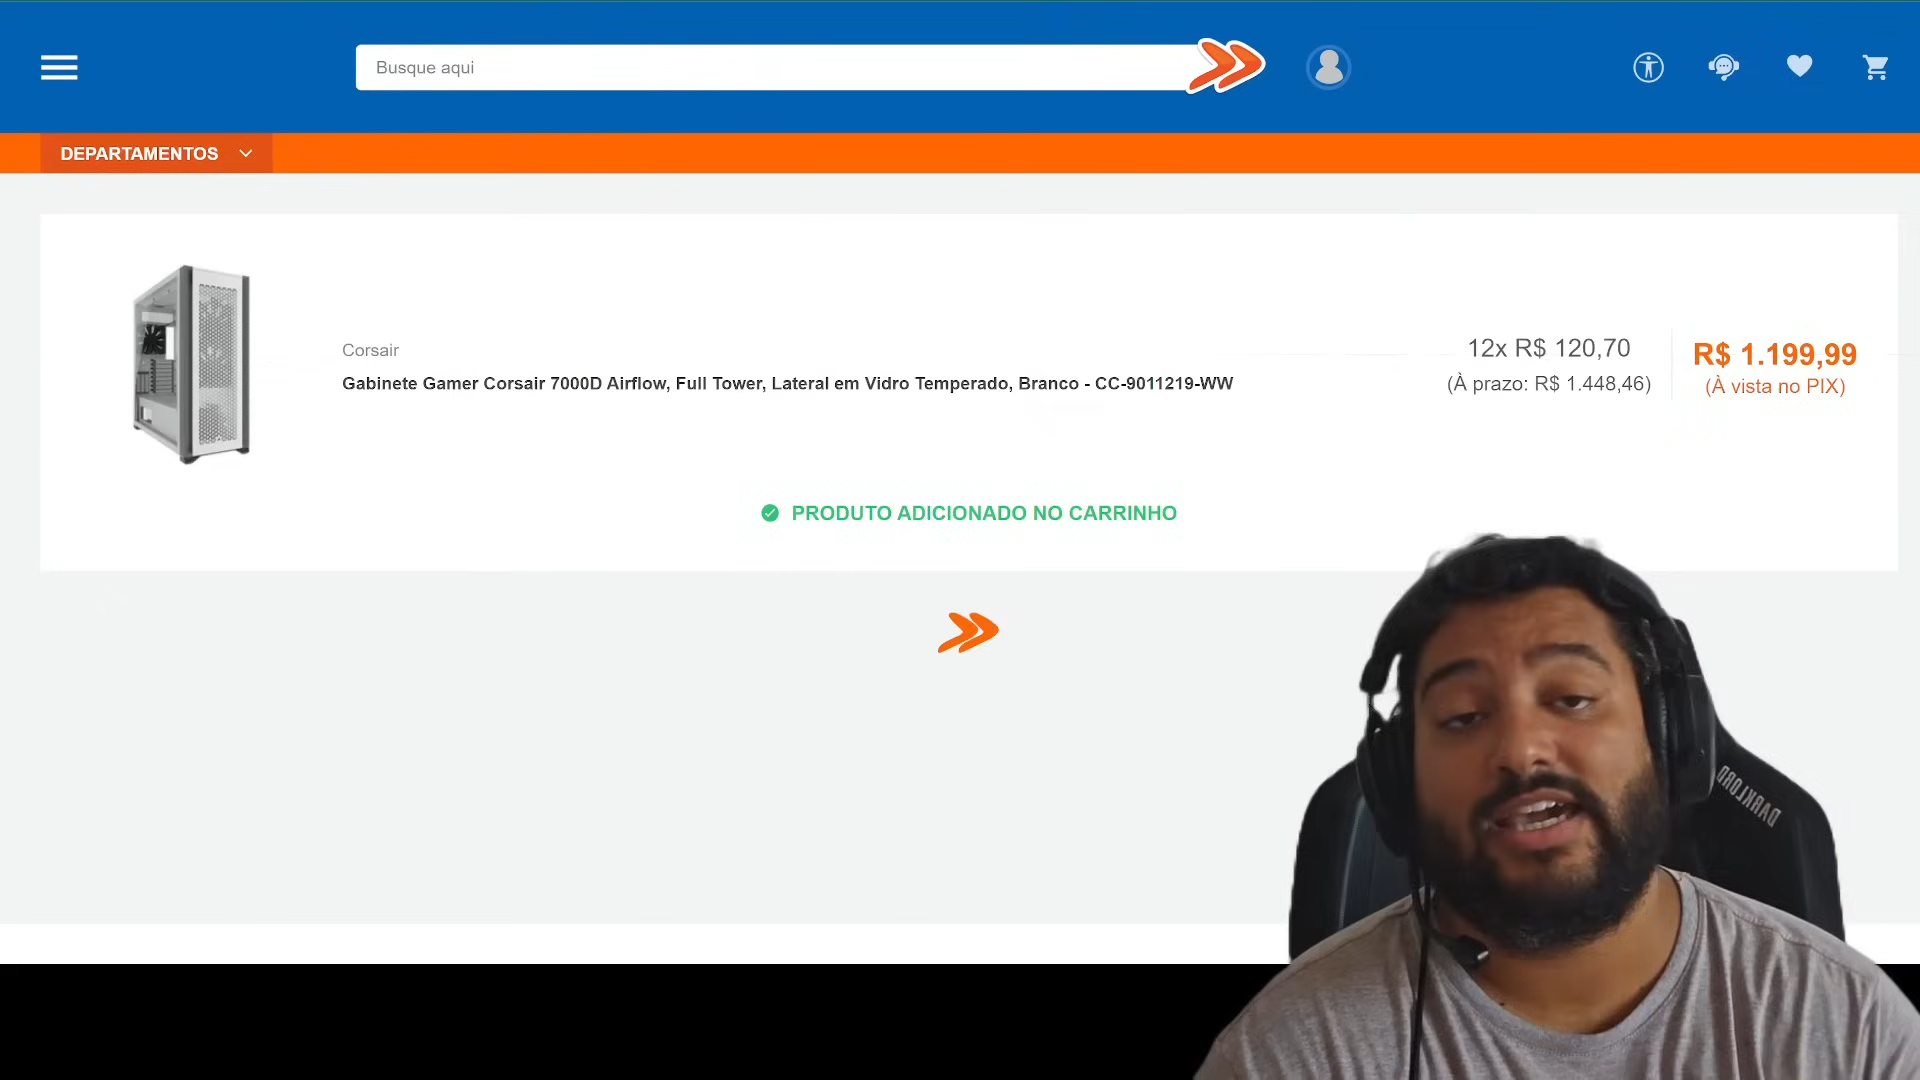 Busque aqui
DEPARTAMENTOS
Corsair
Gabinete Gamer Corsair 7000D Airflow, Full Tower, Lateral em Vidro Temperado, Branco - CC-9011219-WW
12x R$ 120,70
(À prazo: R$ 1.448,46)
R$ 1.199,99
(À vista no PIX)
PRODUTO ADICIONADO NO CARRINHO
DARKLORD